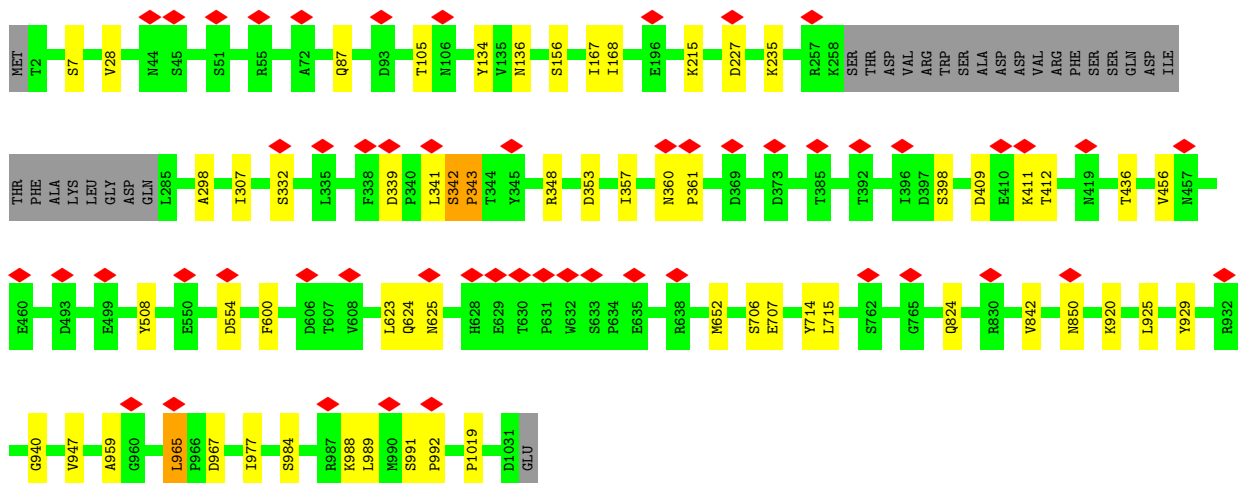 MET T2 S7 V28 N44 S45 S51 R55 A72 Q87 D93 T105 N106 Y134 V135 N136 S156 I167 I168 E196 K215 D227 K235 R257 K258 SER THR ASP VAL ARG TRP SER ALA ASP ASP VAL ARG PHE SER SER GLN ASP ILE
THR PHE ALA LYS LEU GLY ASP GLN L285 A298 I307 S332 L335 F338 D339 P340 L341 S342 P343 T344 Y345 R348 D353 I357 N360 P361 D369 D373 T385 T392 I396 D397 S398 D409 E410 K411 T412 N419 T436 V456 N457
E460 D493 E499 Y508 E550 D554 F600 D606 T607 V608 L623 Q624 N625 H628 E629 T630 P631 W632 S633 P634 E635 R638 M652 S706 E707 Y714 L715 S762 G765 Q824 R830 V842 N850 K920 L925 Y929 R932
G940 V947 A959 G960 L965 P966 D967 I977 S984 R987 K988 L989 M990 S991 P992 P1019 D1031 GLU